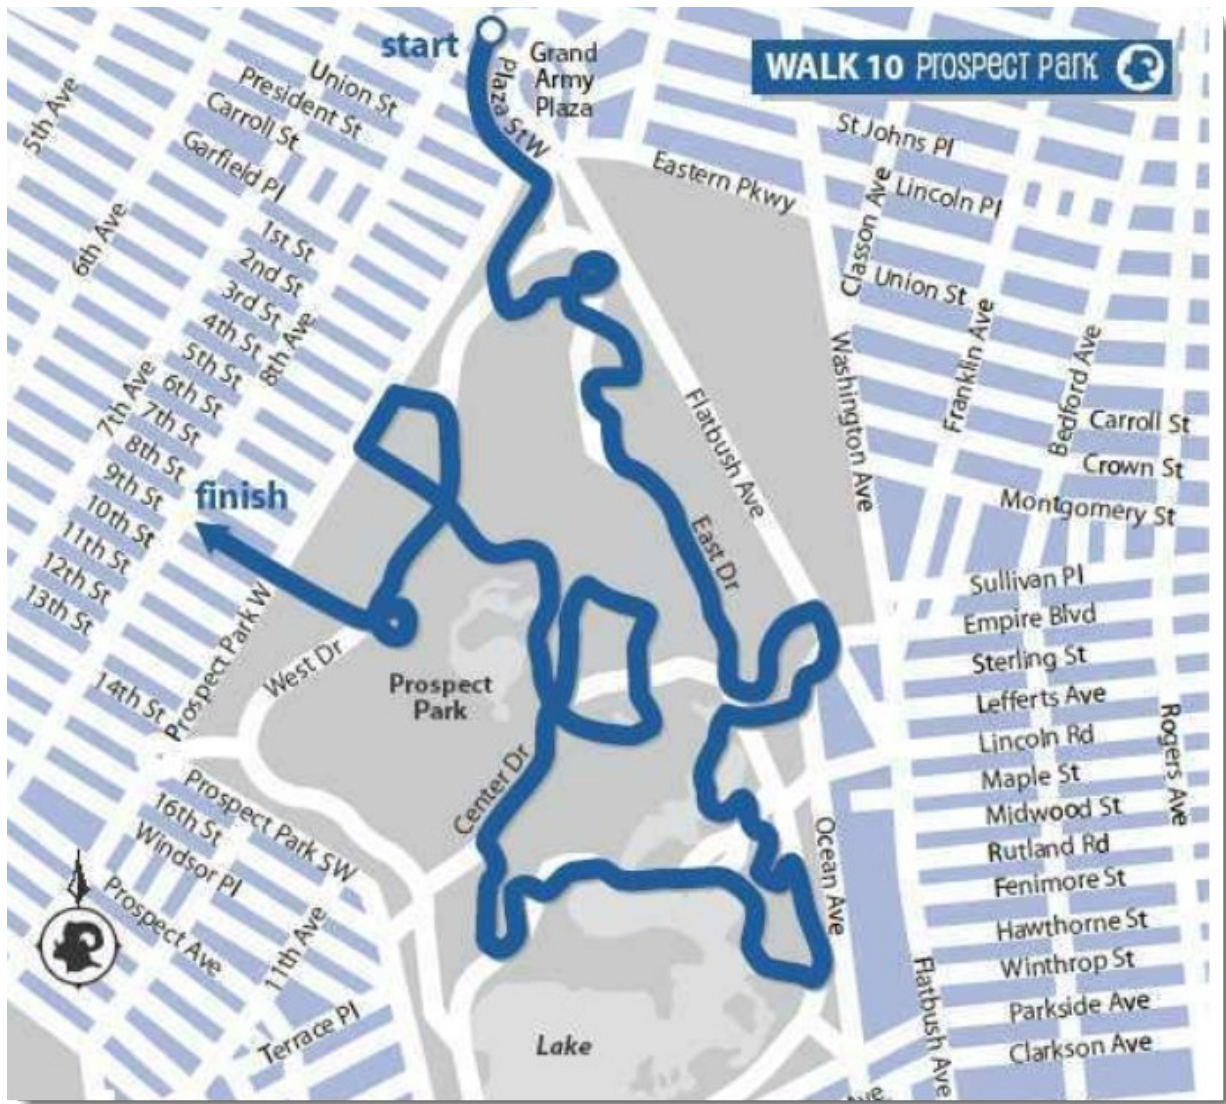 start
Grand
Army
Plaza
WALK 10 Prospect Park
Plaza St W
Union St
President St
Carroll St
Garfield Pl
5th Ave
6th Ave
1st St
2nd St
3rd St
4th St
5th St
6th St
7th St
8th St
9th St
10th St
11th St
12th St
13th St
14th St
7th Ave
8th Ave
St Johns Pl
Eastern Pkwy
Lincoln Pl
Classon Ave
Union St
Franklin Ave
Bedford Ave
Washington Ave
Flatbush Ave
Carroll St
Crown St
Montgomery St
finish
East Dr
Sullivan Pl
Empire Blvd
Sterling St
Lefferts Ave
Lincoln Rd
Maple St
Midwood St
Rutland Rd
Fenimore St
Hawthorne St
Winthrop St
Parkside Ave
Clarkson Ave
Rogers Ave
Prospect Park W
West Dr
Prospect
Park
Center Dr
Prospect Park SW
16th St
Windsor Pl
Prospect Ave
11th Ave
Terrace Pl
Ocean Ave
Flatbush Ave
Lake
Ave